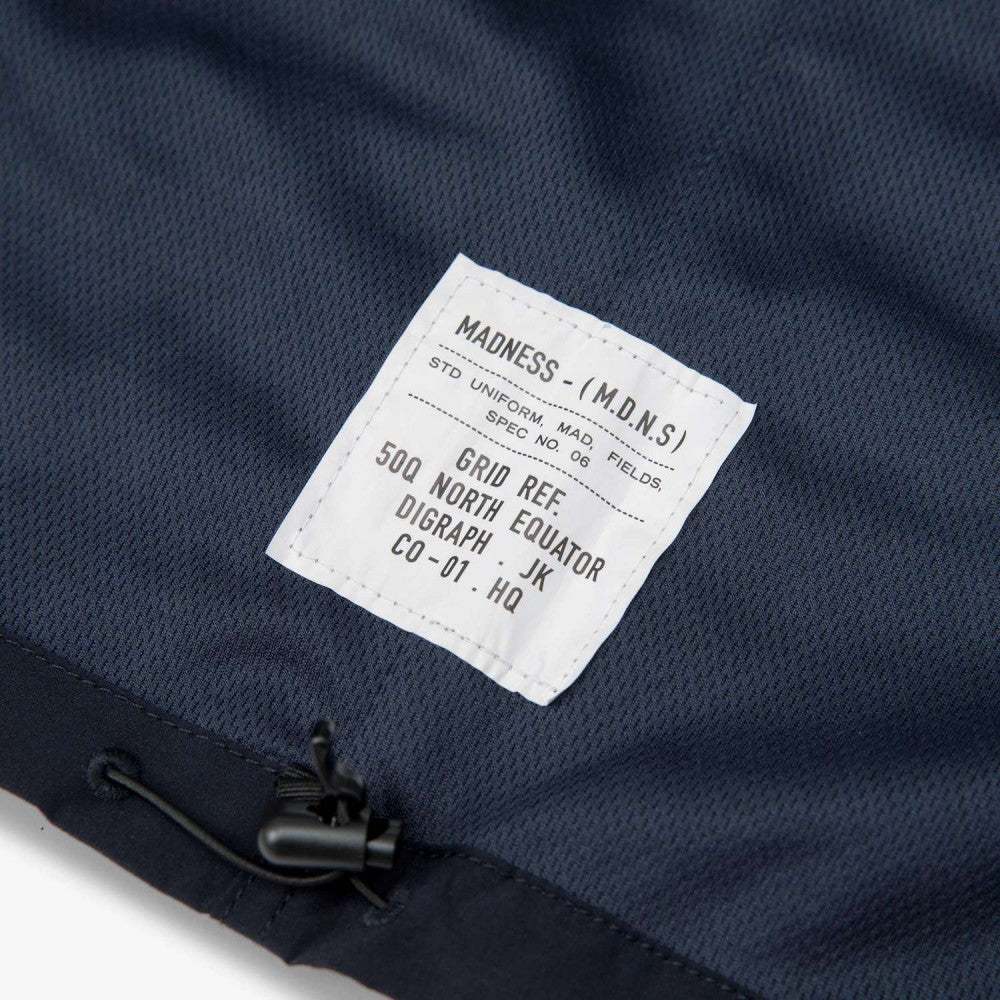 MADNESS - ( M.D.N.S )
STD UNIFORM, MAD, FIELDS,
SPEC NO. 06
GRID REF.
50Q NORTH EQUATOR
DIGRAPH . JK
CO-01 . HQ